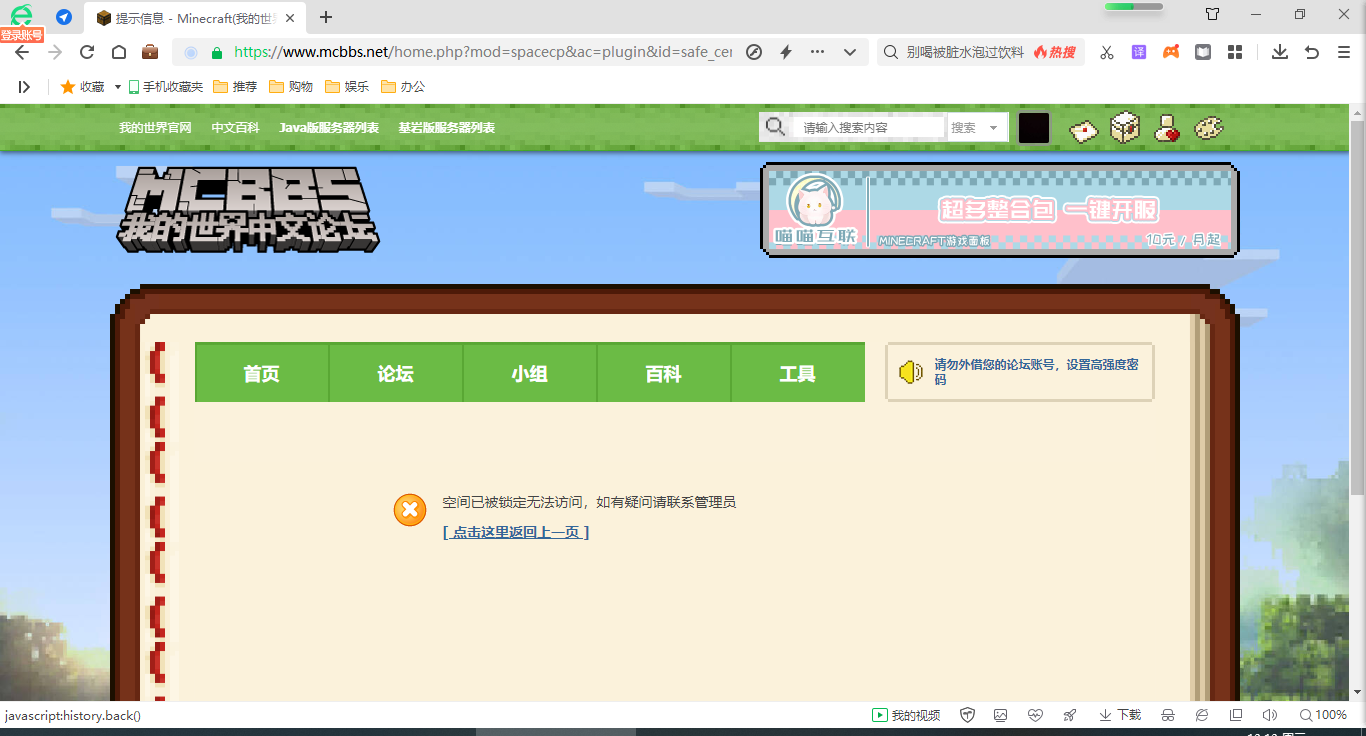 提示信息 - Minecraft(我的世
登录账号
https://www.mcbbs.net/home.php?mod=spacecp&ac=plugin&id=safe_cer
别喝被脏水泡过饮料 热搜
译
收藏 手机收藏夹 推荐 购物 娱乐 办公
我的世界官网 中文百科 Java版服务器列表 基岩版服务器列表
请输入搜索内容 搜索
MCBBS
我的世界中文论坛
超多整合包 一键开服
喵喵互联 MINECRAFT游戏面板 10元 / 月起
首页 论坛 小组 百科 工具
请勿外借您的论坛账号，设置高强度密
码
空间已被锁定无法访问，如有疑问请联系管理员
[ 点击这里返回上一页 ]
javascript:history.back()
我的视频 下载 100%